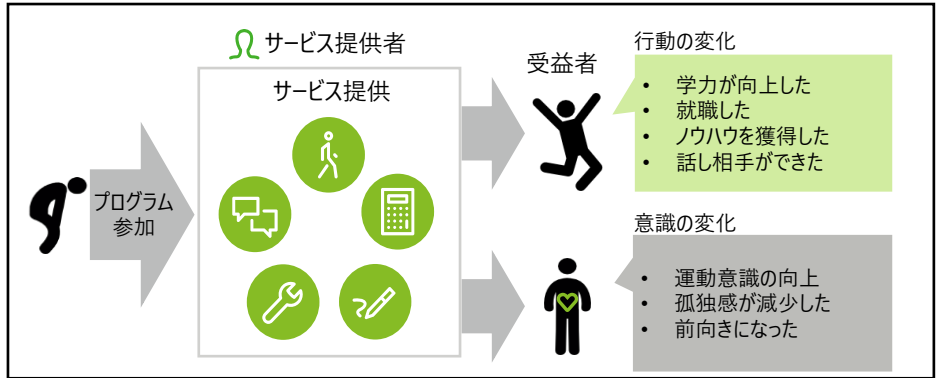 サービス提供者
サービス提供
プログラム
参加
受益者
行動の変化
• 学力が向上した
• 就職した
• ノウハウを獲得した
• 話し相手ができた
意識の変化
• 運動意識の向上
• 孤独感が減少した
• 前向きになった